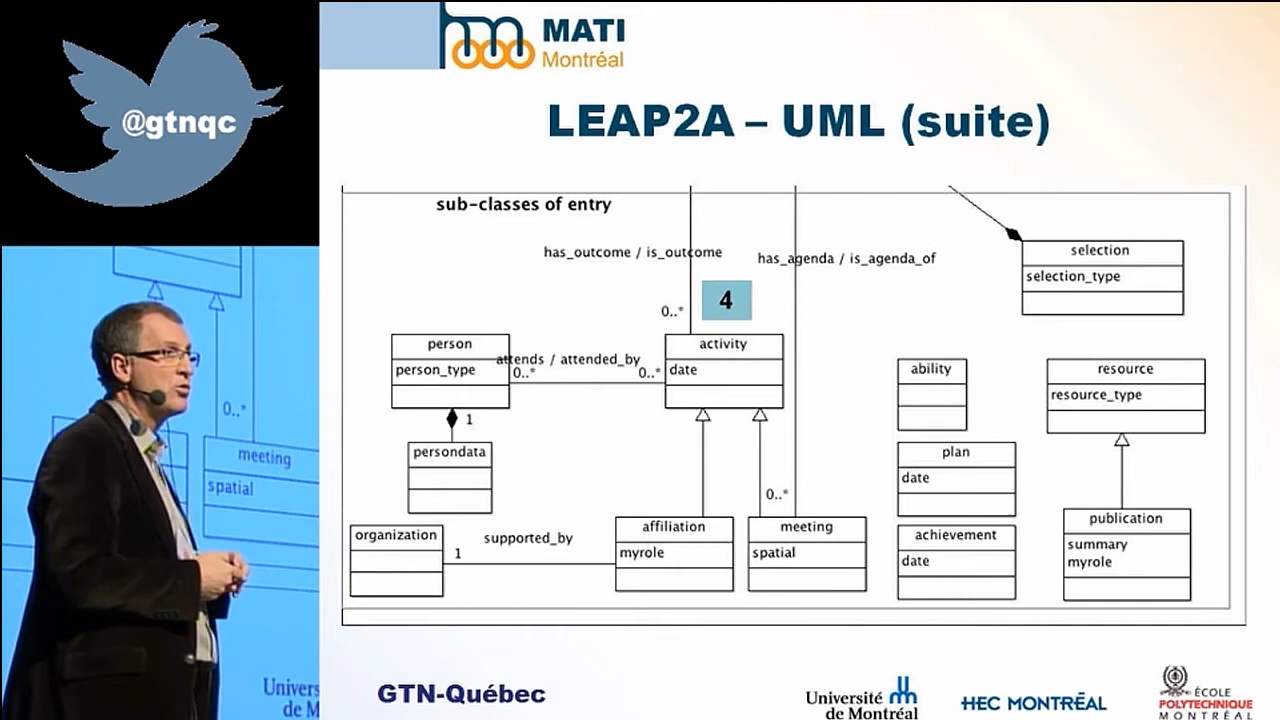 @gtnqc
MATI
Montréal
LEAP2A – UML (suite)
sub-classes of entry
has_outcome / is_outcome
has_agenda / is_agenda_of
selection
selection_type
4
0..*
person
person_type
attends / attended_by
0..*
0..*
activity
date
ability
resource
resource_type
1
persondata
plan
date
0..*
organization
supported_by
1
affiliation
myrole
meeting
spatial
achievement
date
publication
summary
myrole
0..*
meeting
spatial
GTN-Québec
Université
de Montréal
HEC MONTRÉAL
ÉCOLE
POLYTECHNIQUE
MONTRÉAL
Univers
de M